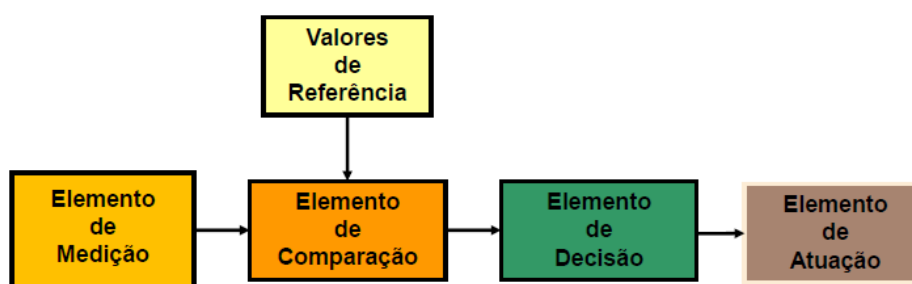 Valores
de
Referência
Elemento
de
Medição
Elemento
de
Comparação
Elemento
de
Decisão
Elemento
de
Atuação